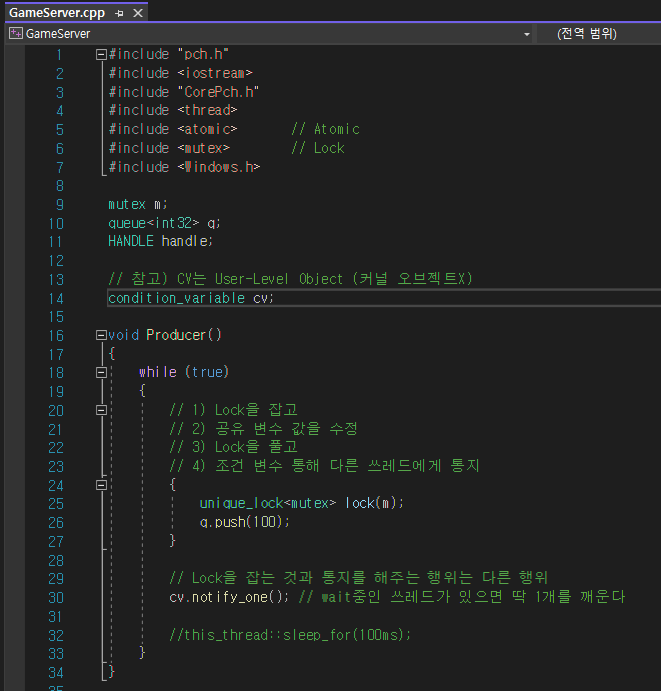 GameServer.cpp
GameServer
(전역 범위)
1 #include "pch.h"
2 #include <iostream>
3 #include "CorePch.h"
4 #include <thread>
5 #include <atomic> // Atomic
6 #include <mutex> // Lock
7 #include <Windows.h>
8
9 mutex m;
10 queue<int32> q;
11 HANDLE handle;
12
13 // 참고) CV는 User-Level Object (커널 오브젝트X)
14 condition_variable cv;
15
16 void Producer()
17 {
18 while (true)
19 {
20 // 1) Lock을 잡고
21 // 2) 공유 변수 값을 수정
22 // 3) Lock을 풀고
23 // 4) 조건 변수 통해 다른 쓰레드에게 통지
24 {
25 unique_lock<mutex> lock(m);
26 q.push(100);
27 }
28
29 // Lock을 잡는 것과 통지를 해주는 행위는 다른 행위
30 cv.notify_one(); // wait중인 쓰레드가 있으면 딱 1개를 깨운다
31
32 //this_thread::sleep_for(100ms);
33 }
34 }
35